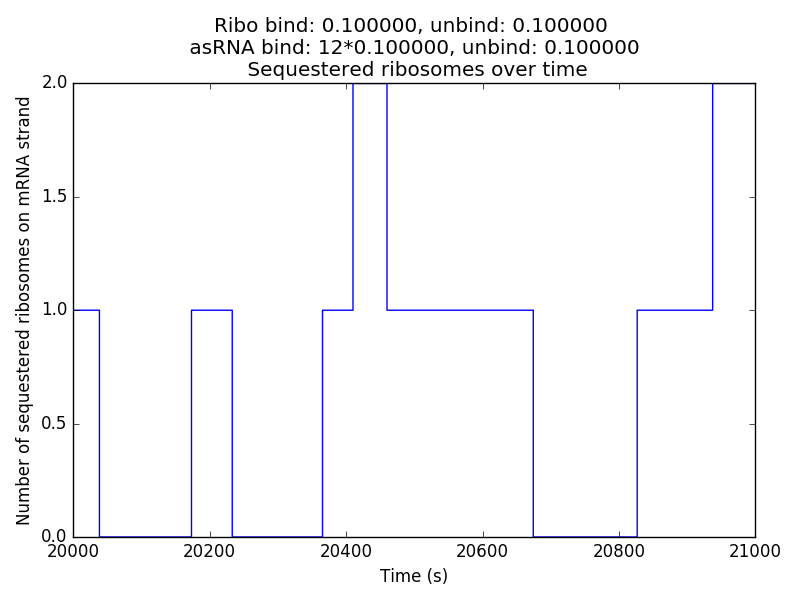 Ribo bind: 0.100000, unbind: 0.100000
asRNA bind: 12*0.100000, unbind: 0.100000
Sequestered ribosomes over time
Number of sequestered ribosomes on mRNA strand
2.0
1.5
1.0
0.5
0.0
20000 20200 20400 20600 20800 21000
Time (s)